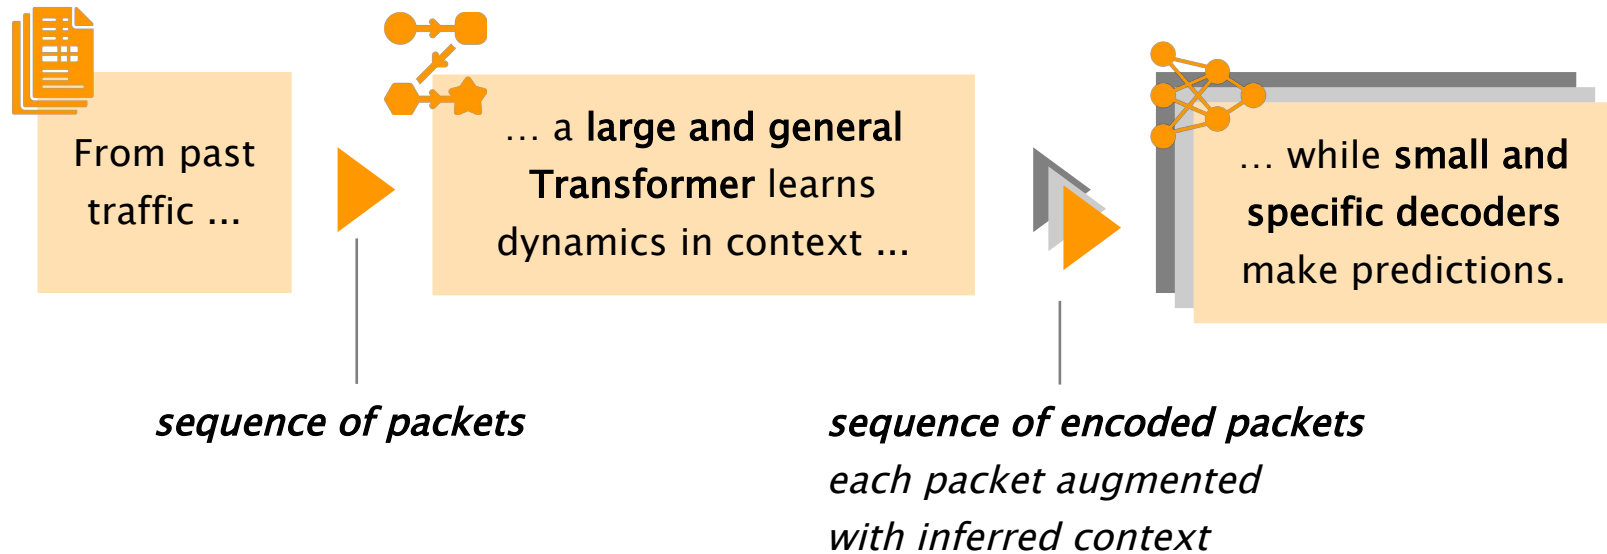 From past
traffic ...
... a large and general
Transformer learns
dynamics in context ...
... while small and
specific decoders
make predictions.
sequence of packets
sequence of encoded packets
each packet augmented
with inferred context